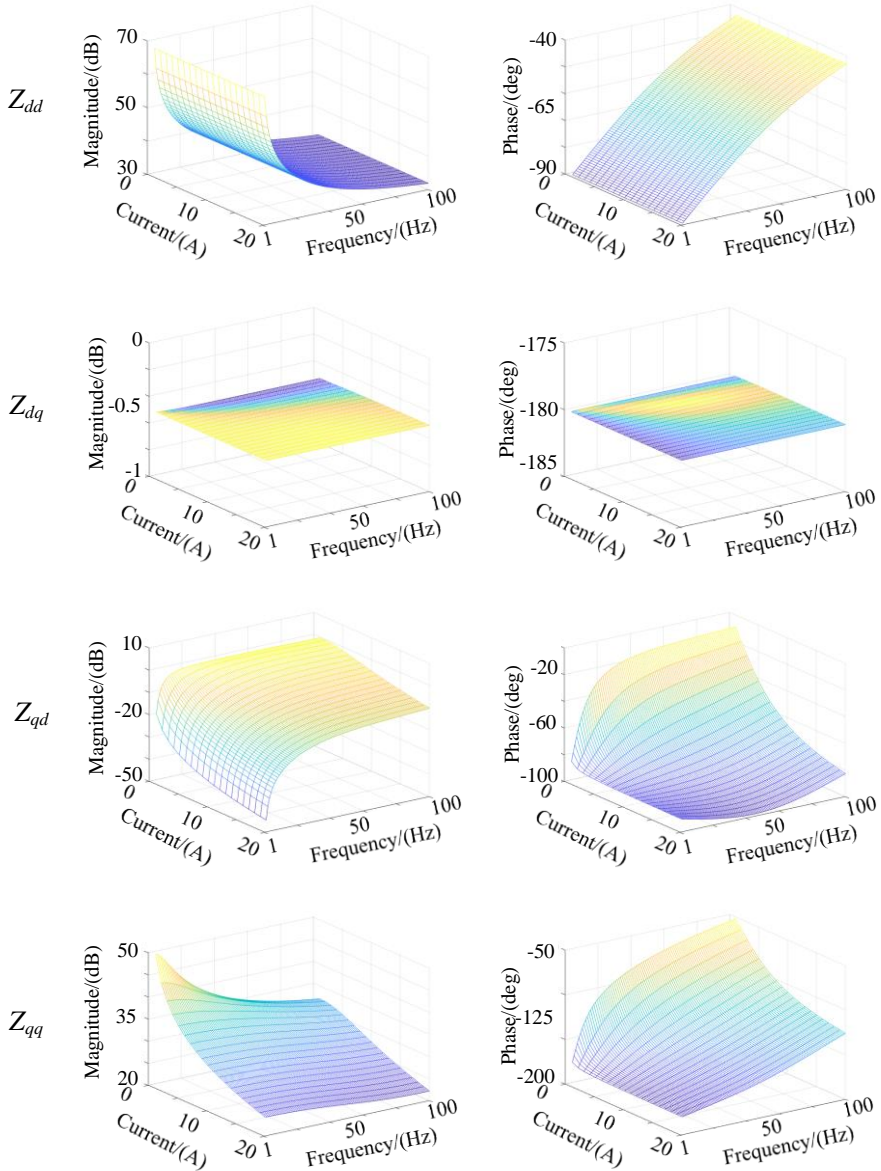 Z_dd
Magnitude/(dB)
70
50
30
0
10
20
Current/(A)
1
50
100
Frequency/(Hz)
Phase/(deg)
-40
-65
-90
0
10
20
Current/(A)
1
50
100
Frequency/(Hz)
Z_dq
Magnitude/(dB)
0
-0.5
-1
0
10
20
Current/(A)
1
50
100
Frequency/(Hz)
Phase/(deg)
-175
-180
-185
0
10
20
Current/(A)
1
50
100
Frequency/(Hz)
Z_qd
Magnitude/(dB)
10
-20
-50
0
10
20
Current/(A)
1
50
100
Frequency/(Hz)
Phase/(deg)
-20
-60
-100
0
10
20
Current/(A)
1
50
100
Frequency/(Hz)
Z_qq
Magnitude/(dB)
50
35
20
0
10
20
Current/(A)
1
50
100
Frequency/(Hz)
Phase/(deg)
-50
-125
-200
0
10
20
Current/(A)
1
50
100
Frequency/(Hz)